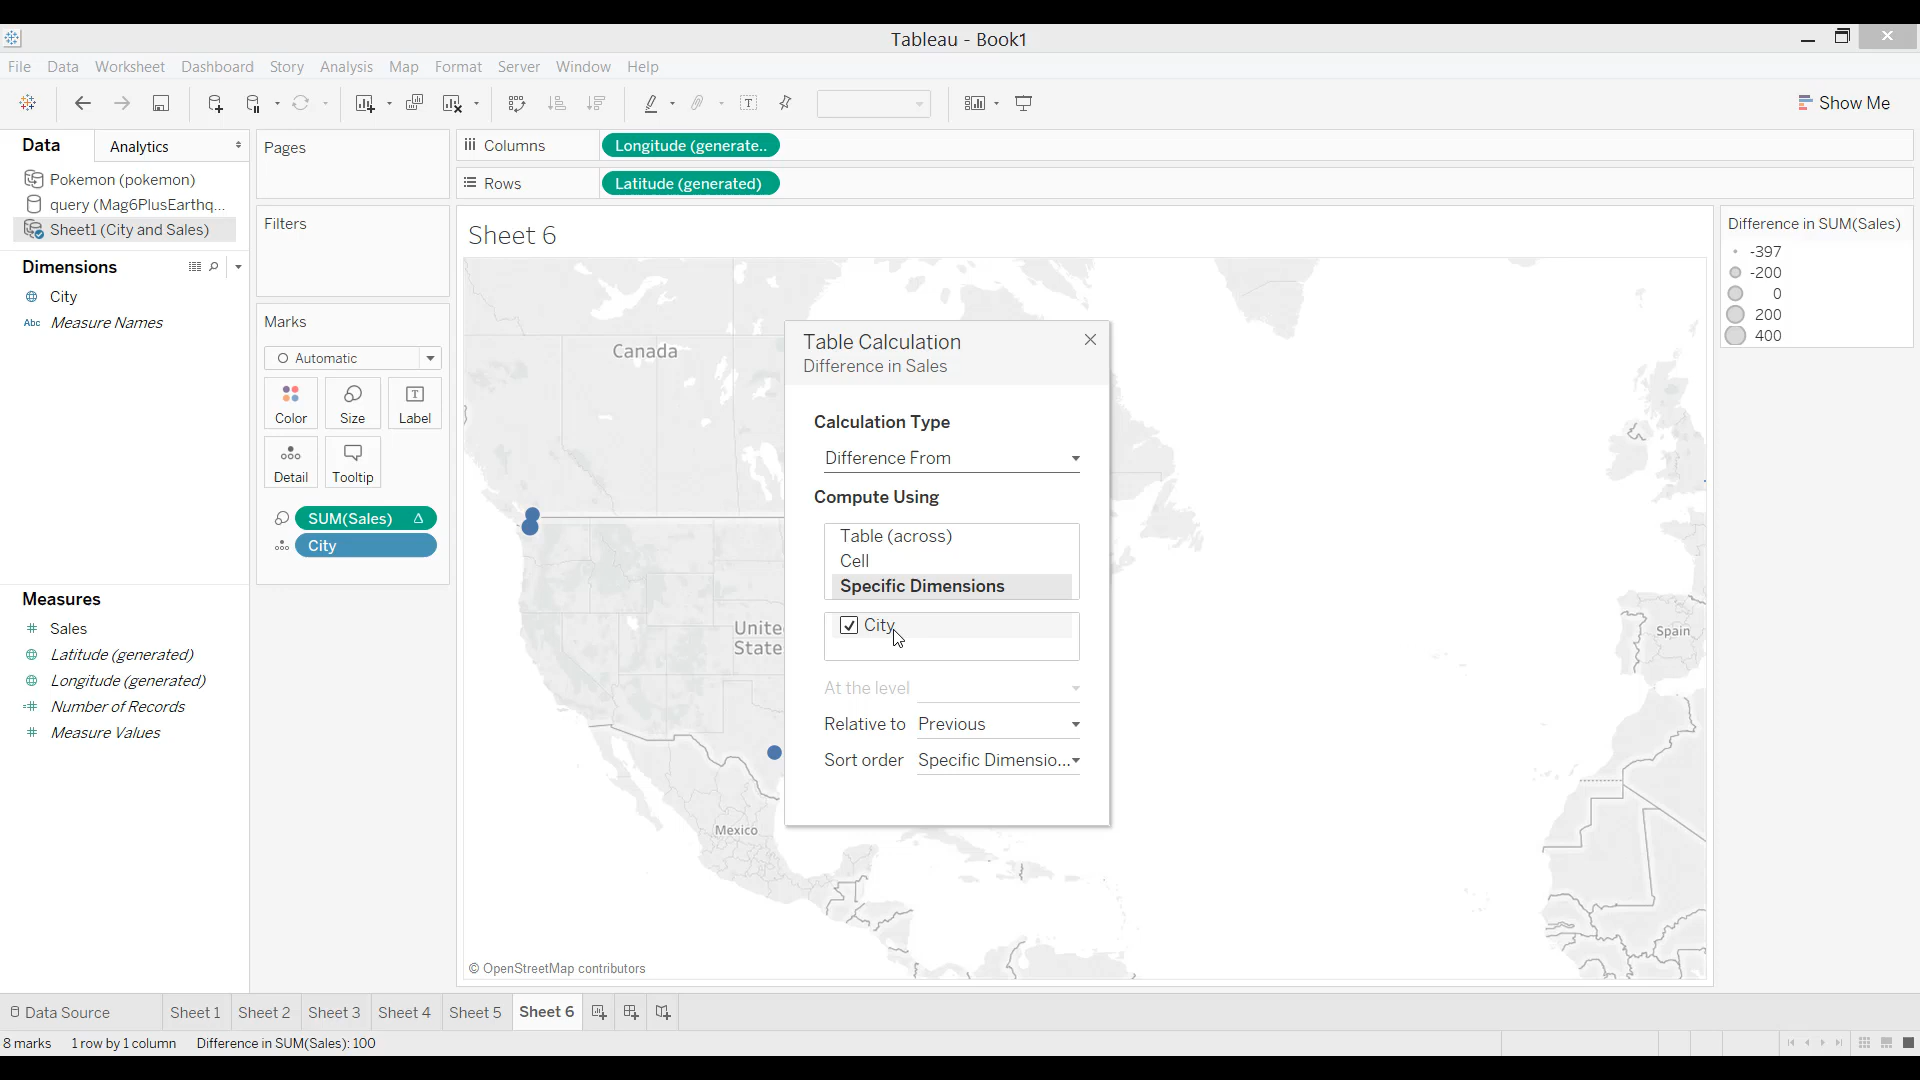 Tableau - Book1
File Data Worksheet Dashboard Story Analysis Map Format Server Window Help
Show Me
Data
Analytics
Pokemon (pokemon)
query (Mag6PlusEarthq...
Sheet1 (City and Sales)
Dimensions
City
Abc Measure Names
Measures
Sales
Latitude (generated)
Longitude (generated)
Number of Records
Measure Values
Pages
Filters
Marks
Automatic
Color Size Label
Detail Tooltip
SUM(Sales)
City
Columns Longitude (generate..
Rows Latitude (generated)
Sheet 6
Canada
Unite
State
Mexico
Spain
© OpenStreetMap contributors
Table Calculation
Difference in Sales
Calculation Type
Difference From
Compute Using
Table (across)
Cell
Specific Dimensions
City
At the level
Relative to Previous
Sort order Specific Dimensio...
Difference in SUM(Sales)
-397
-200
0
200
400
Data Source Sheet 1 Sheet 2 Sheet 3 Sheet 4 Sheet 5 Sheet 6
8 marks 1 row by 1 column Difference in SUM(Sales): 100